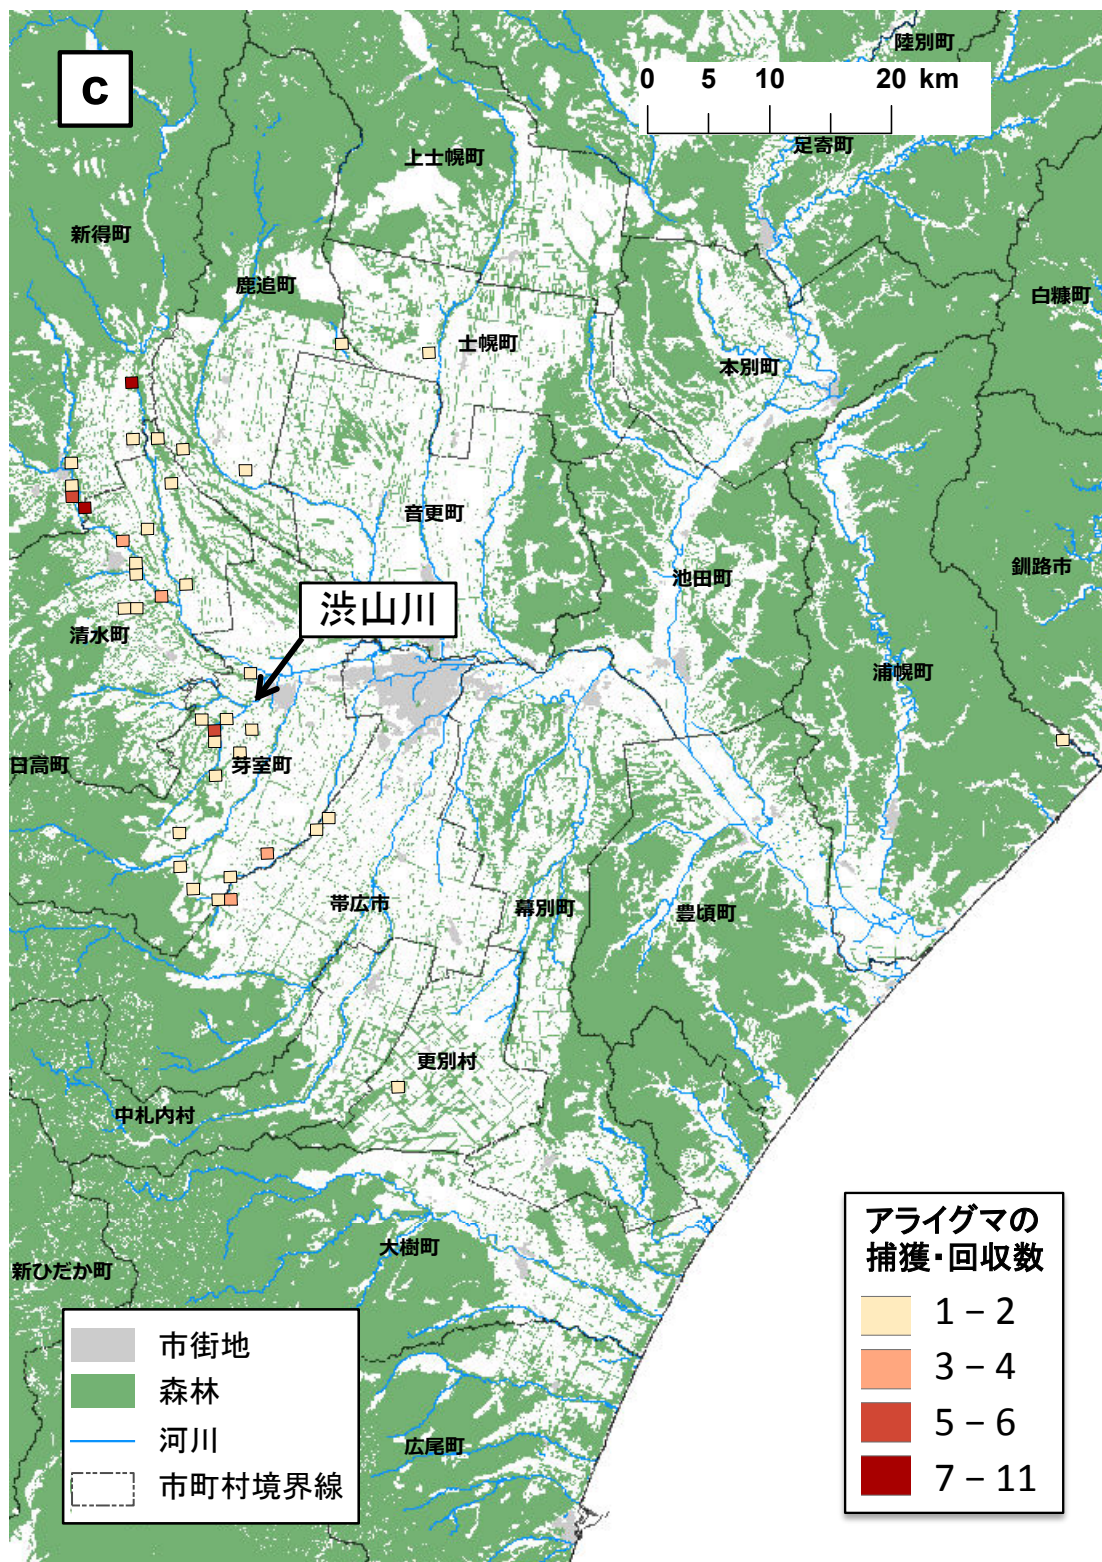 c
0 5 10 20 km
陸別町
足寄町
上士幌町
新得町
鹿追町
白糠町
士幌町
本別町
音更町
池田町
釧路市
渋山川
清水町
浦幌町
日高町
芽室町
帯広市
幕別町
豊頃町
更別村
中札内村
大樹町
新ひだか町
広尾町
市街地
森林
河川
市町村境界線
アライグマの
捕獲・回収数
1 – 2
3 – 4
5 – 6
7 – 11